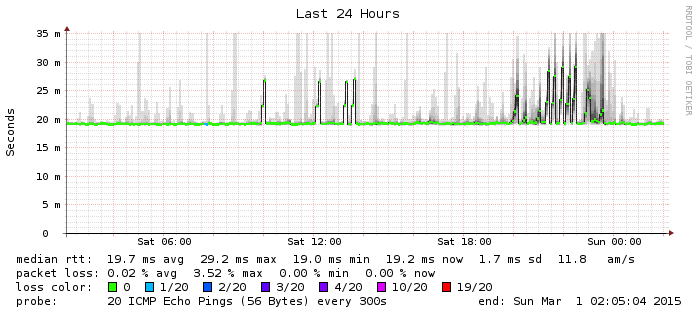 Last 24 Hours
RRDTOOL / TOBI OETIKER
Seconds
35 m
30 m
25 m
20 m
15 m
10 m
5 m
0
Sat 06:00 Sat 12:00 Sat 18:00 Sun 00:00
median rtt: 19.7 ms avg 29.2 ms max 19.0 ms min 19.2 ms now 1.7 ms sd 11.8 am/s
packet loss: 0.02 % avg 3.52 % max 0.00 % min 0.00 % now
loss color: 0 1/20 2/20 3/20 4/20 10/20 19/20
probe: 20 ICMP Echo Pings (56 Bytes) every 300s end: Sun Mar 1 02:05:04 2015